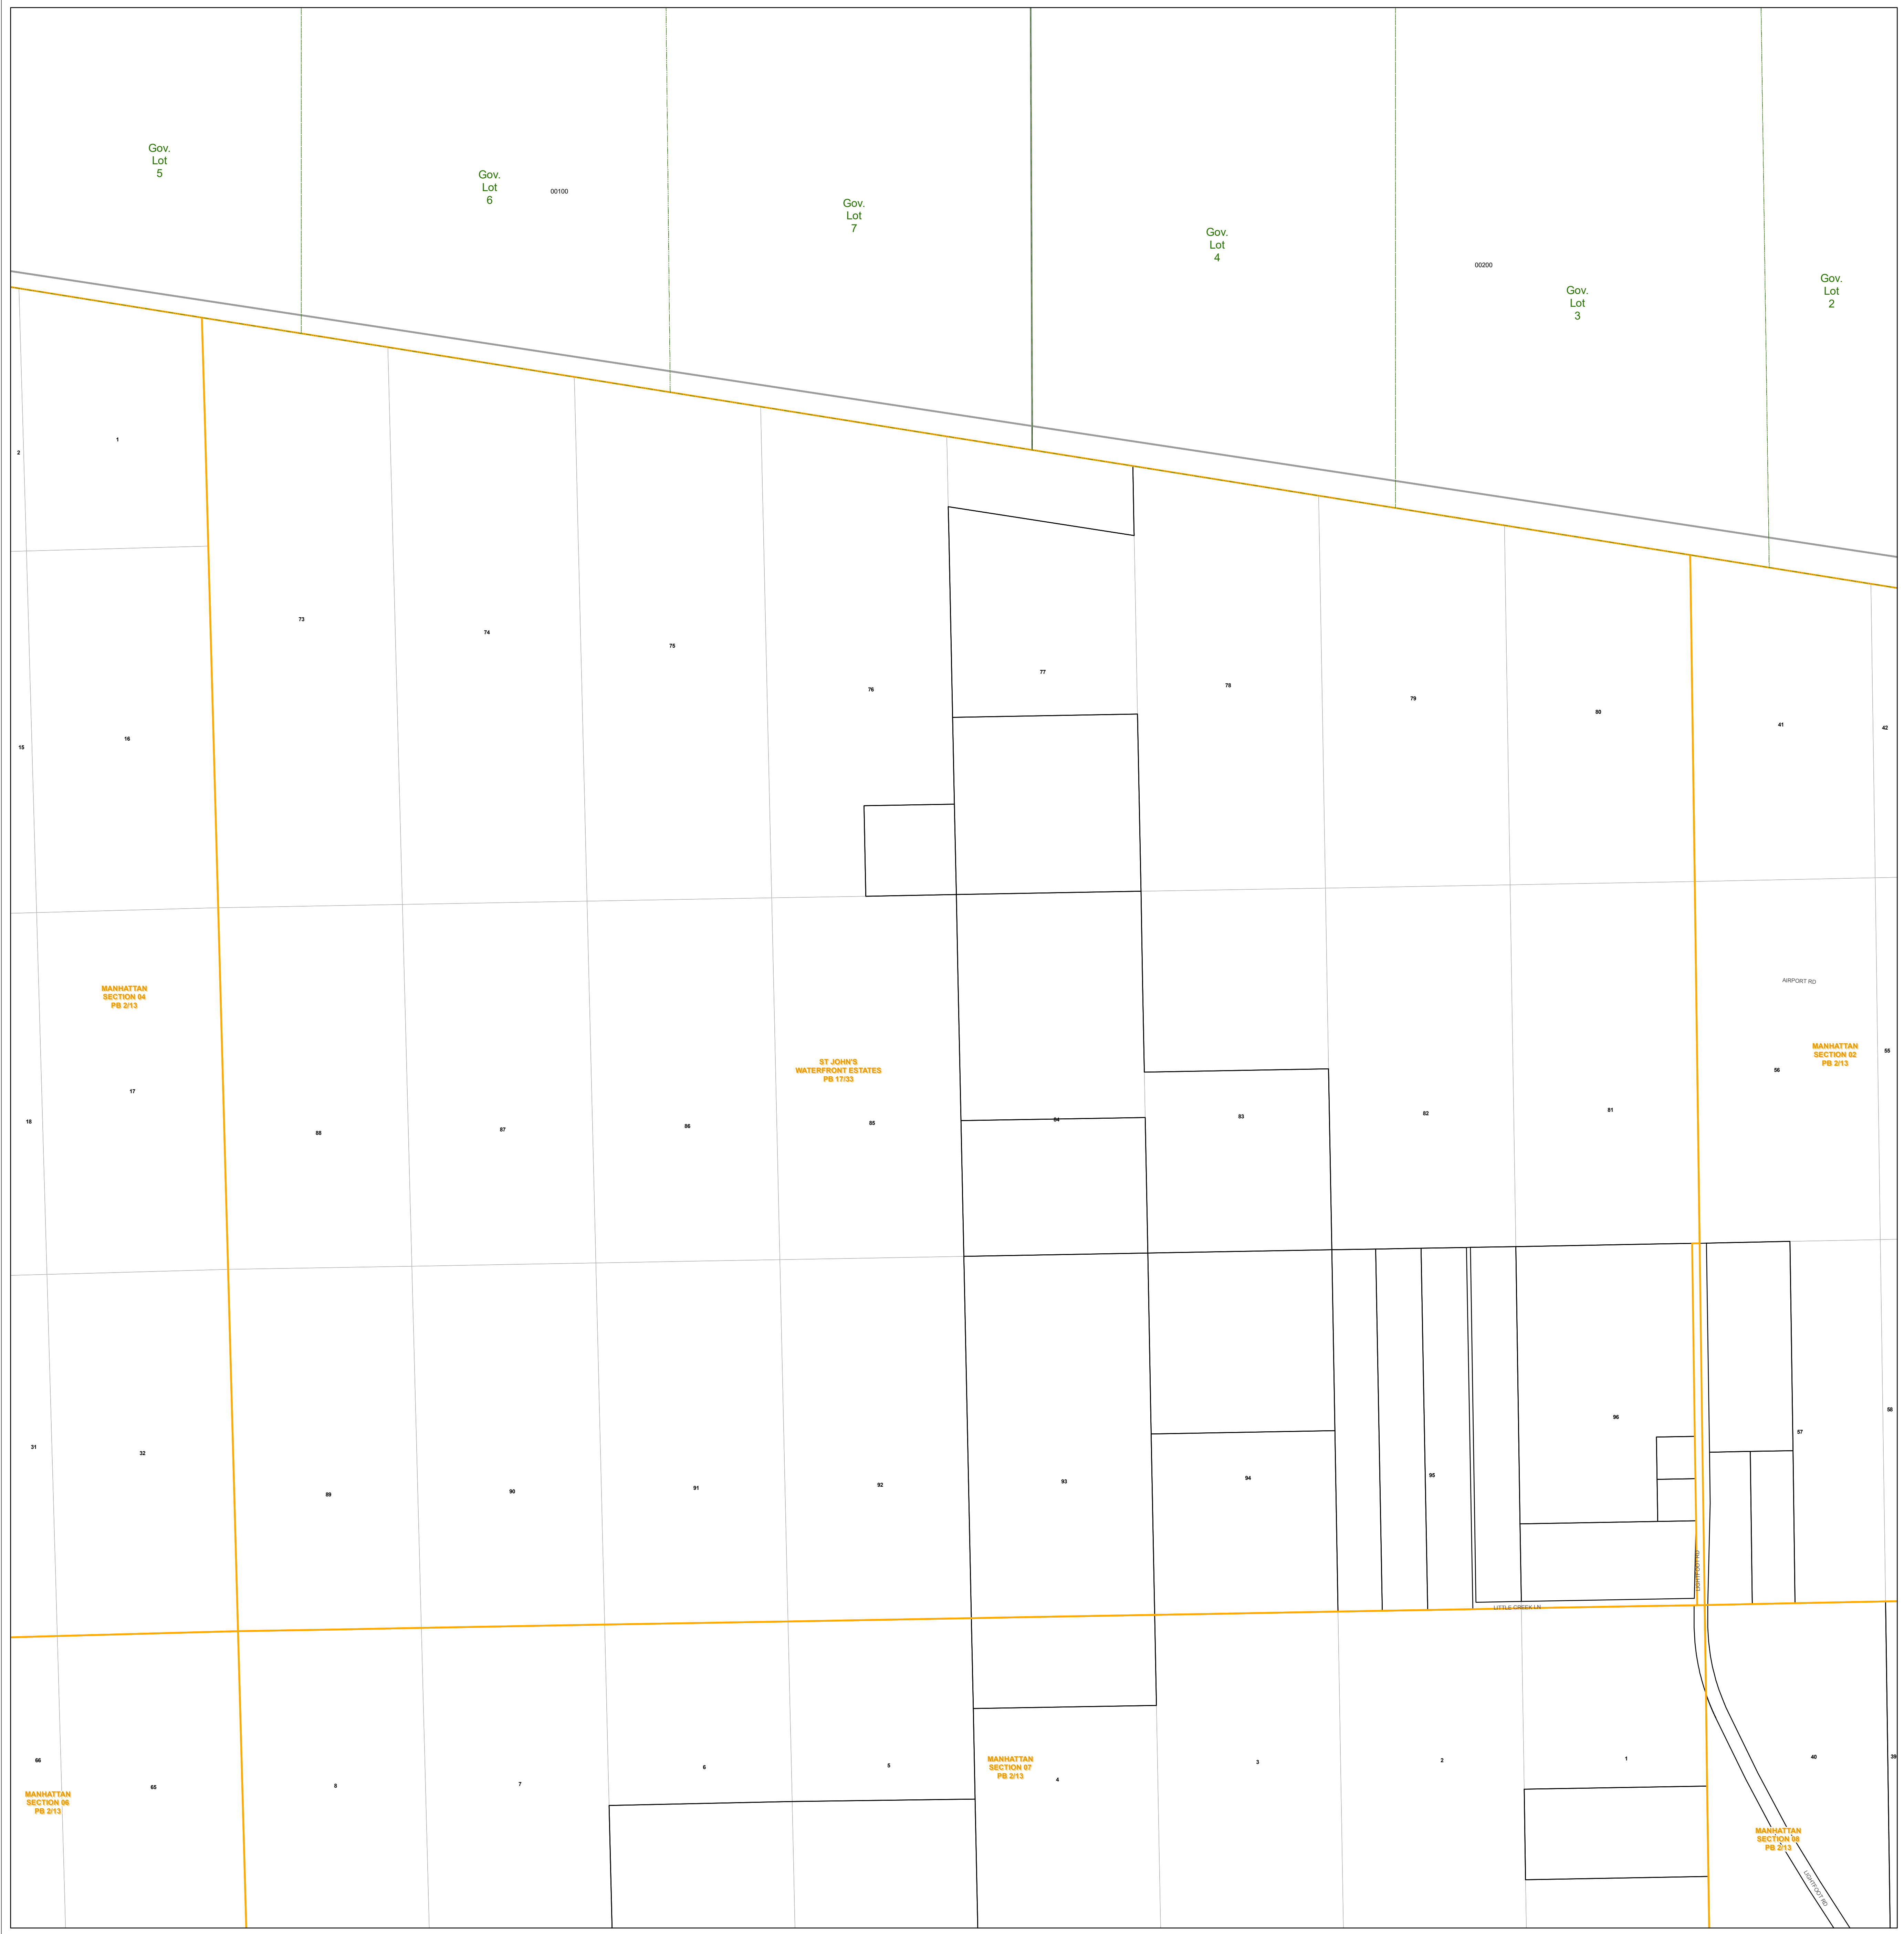 Gov.
Lot
5
Gov.
Lot
6
00100
Gov.
Lot
7
Gov.
Lot
4
00200
Gov.
Lot
3
Gov.
Lot
2
1
2
73
74
75
76
77
78
79
80
41
42
15
16
MANHATTAN
SECTION 04
PB 2/13
AIRPORT RD
MANHATTAN
SECTION 02
PB 2/13
55
56
ST JOHN'S
WATERFRONT ESTATES
PB 17/33
17
18
88
87
86
85
84
83
82
81
31
32
89
90
91
92
93
94
95
96
57
58
LIGHTFOOT RD
LITTLE CREEK LN
66
65
8
7
6
5
MANHATTAN
SECTION 07
PB 2/13
4
3
2
1
40
39
MANHATTAN
SECTION 06
PB 2/13
MANHATTAN
SECTION 08
PB 2/13
LIGHTFOOT RD